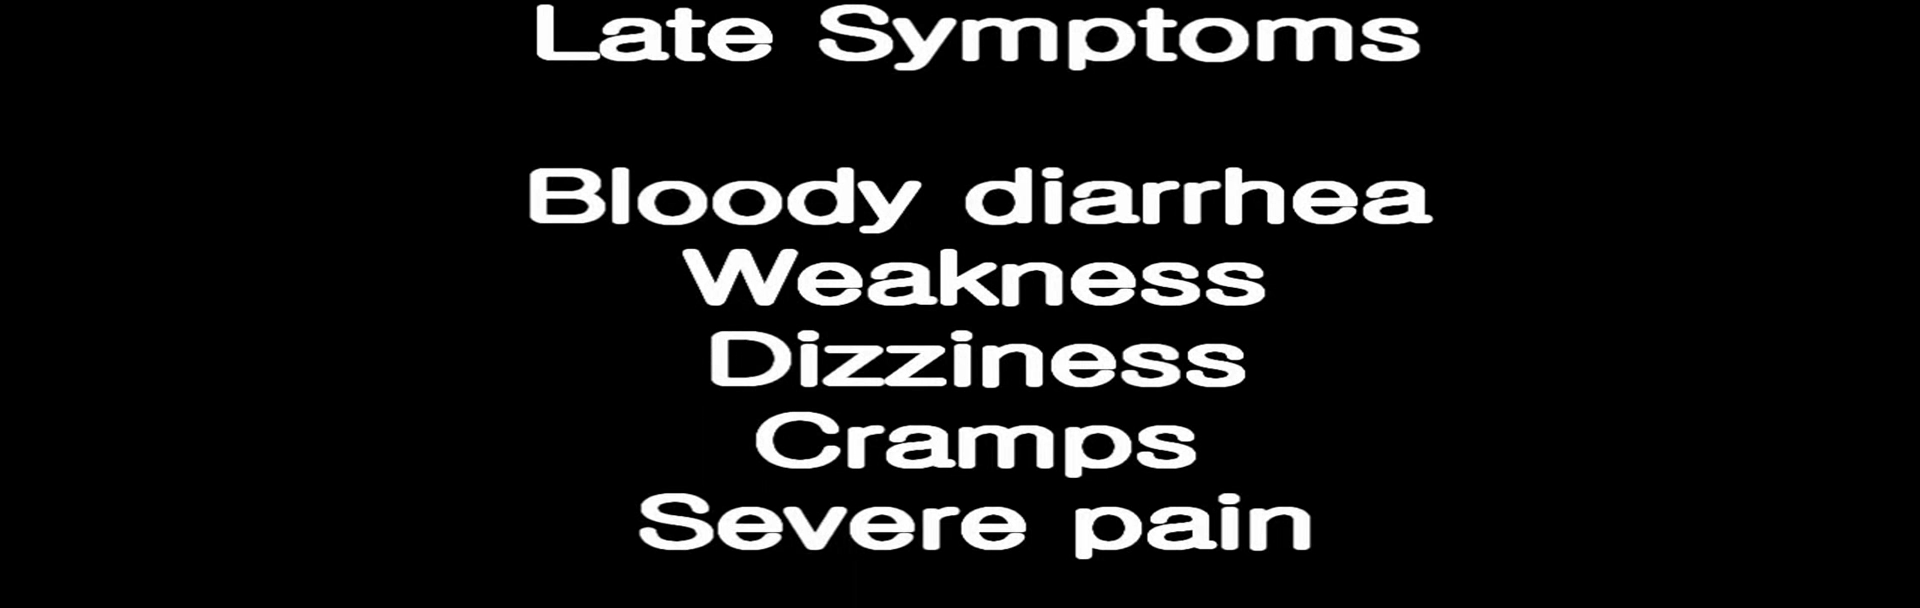 Late Symptoms
Bloody diarrhea
Weakness
Dizziness
Cramps
Severe pain